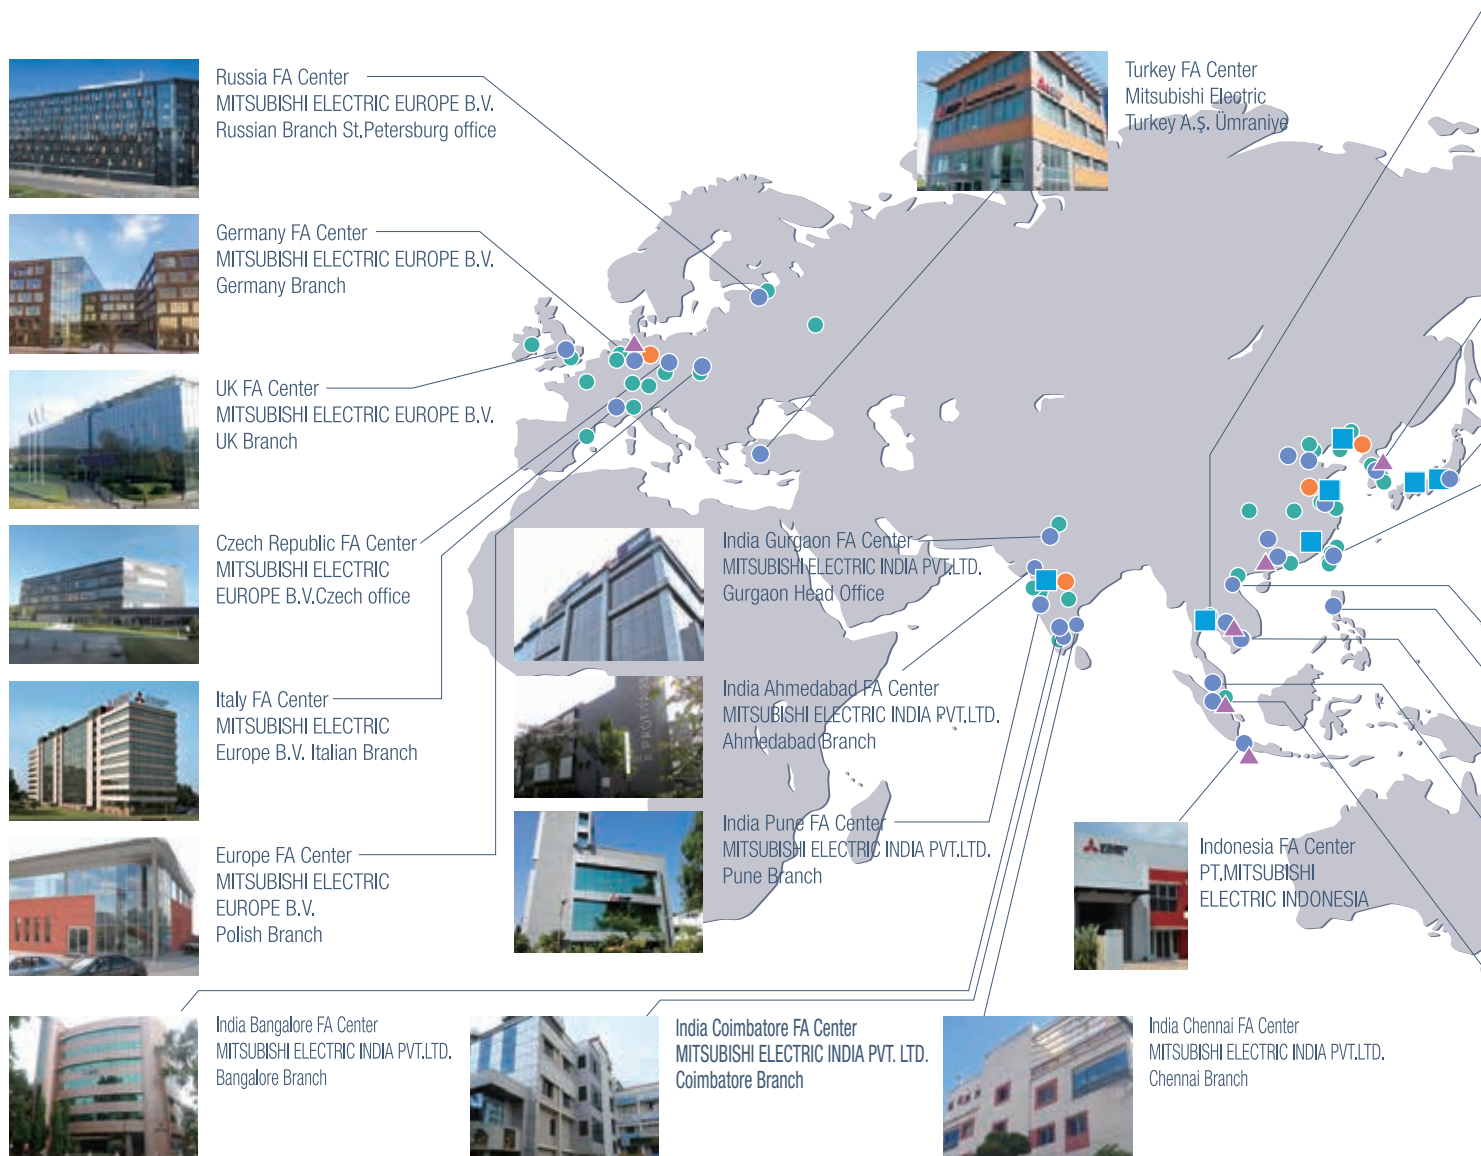 Russia FA Center
MITSUBISHI ELECTRIC EUROPE B.V.
Russian Branch St.Petersburg office
Turkey FA Center
Mitsubishi Electric
Turkey A.Ş. Ümraniye
Germany FA Center
MITSUBISHI ELECTRIC EUROPE B.V.
Germany Branch
UK FA Center
MITSUBISHI ELECTRIC EUROPE B.V.
UK Branch
Czech Republic FA Center
MITSUBISHI ELECTRIC
EUROPE B.V.Czech office
Italy FA Center
MITSUBISHI ELECTRIC
Europe B.V. Italian Branch
Europe FA Center
MITSUBISHI ELECTRIC
EUROPE B.V.
Polish Branch
India Gurgaon FA Center
MITSUBISHI ELECTRIC INDIA PVT.LTD.
Gurgaon Head Office
India Ahmedabad FA Center
MITSUBISHI ELECTRIC INDIA PVT.LTD.
Ahmedabad Branch
India Pune FA Center
MITSUBISHI ELECTRIC INDIA PVT.LTD.
Pune Branch
Indonesia FA Center
PT.MITSUBISHI
ELECTRIC INDONESIA
India Bangalore FA Center
MITSUBISHI ELECTRIC INDIA PVT.LTD.
Bangalore Branch
India Coimbatore FA Center
MITSUBISHI ELECTRIC INDIA PVT. LTD.
Coimbatore Branch
India Chennai FA Center
MITSUBISHI ELECTRIC INDIA PVT.LTD.
Chennai Branch